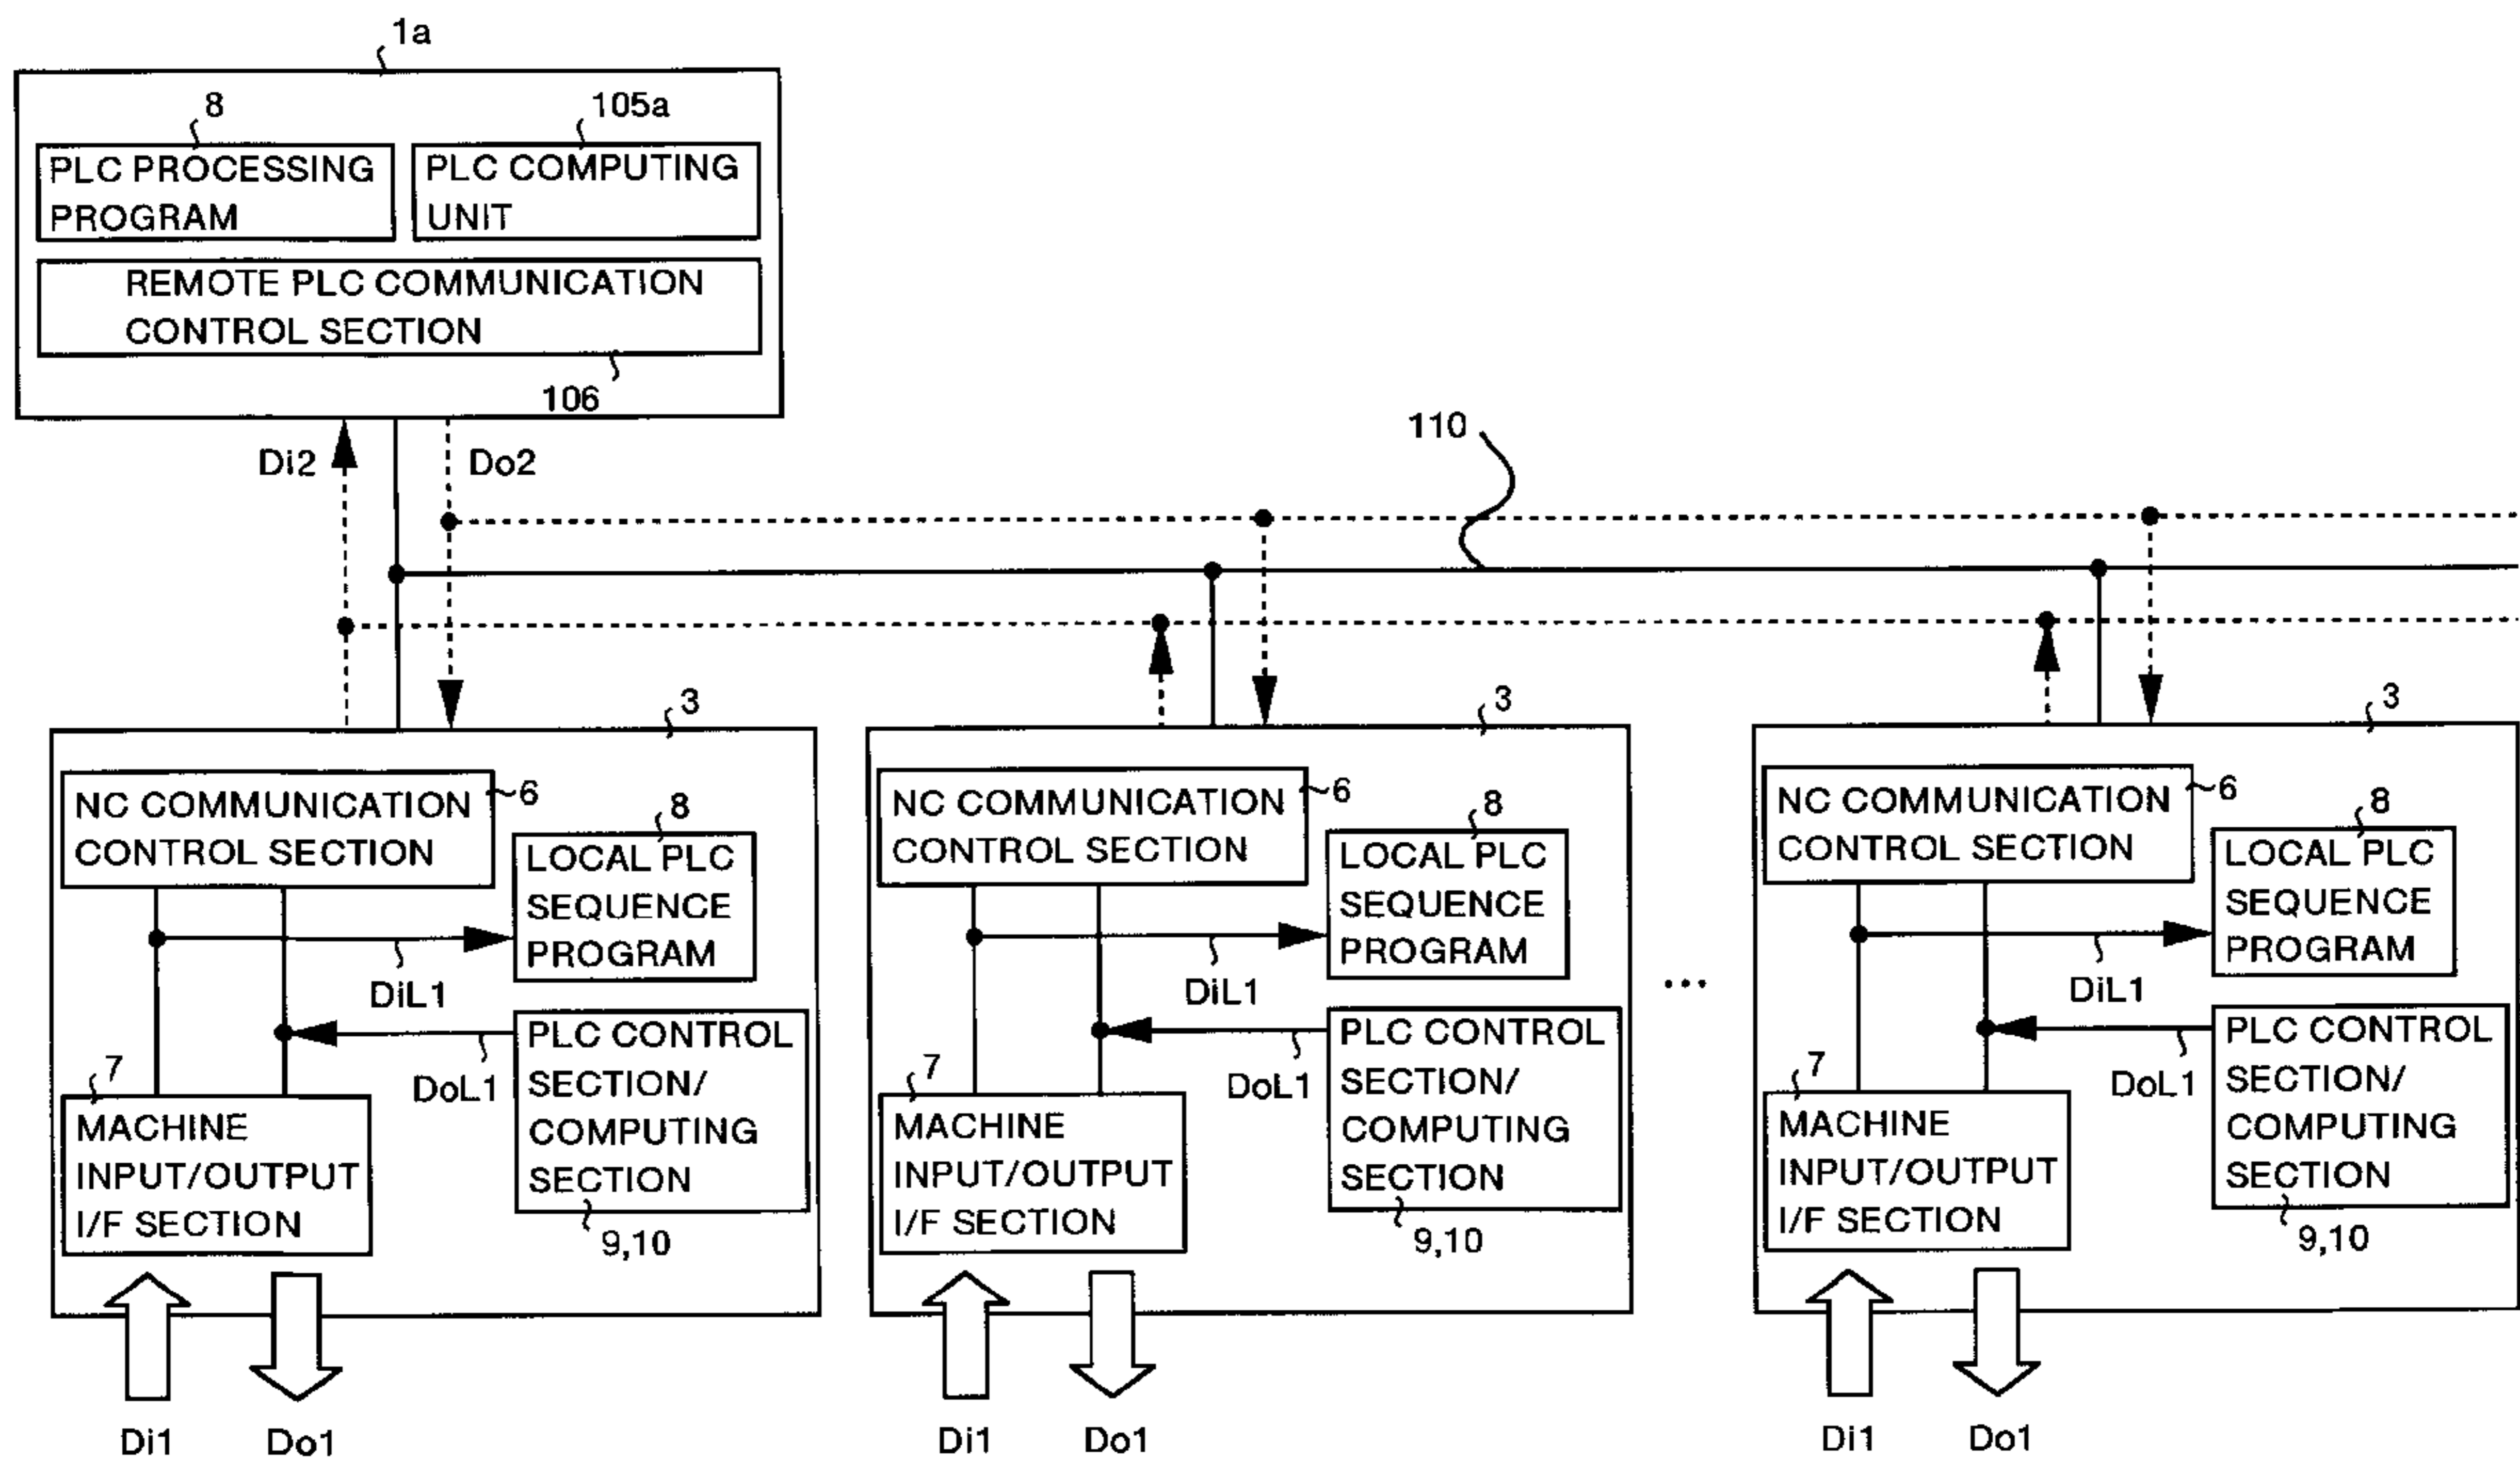 1a
8
105a
PLC PROCESSING
PROGRAM
PLC COMPUTING
UNIT
REMOTE PLC COMMUNICATION
CONTROL SECTION
106
Di2
Do2
110
3
NC COMMUNICATION
CONTROL SECTION
6
8
LOCAL PLC
SEQUENCE
PROGRAM
DiL1
PLC CONTROL
SECTION/
COMPUTING
SECTION
DoL1
9,10
7
MACHINE
INPUT/OUTPUT
I/F SECTION
Di1
Do1
3
NC COMMUNICATION
CONTROL SECTION
6
8
LOCAL PLC
SEQUENCE
PROGRAM
DiL1
PLC CONTROL
SECTION/
COMPUTING
SECTION
DoL1
9,10
7
MACHINE
INPUT/OUTPUT
I/F SECTION
Di1
Do1
...
3
NC COMMUNICATION
CONTROL SECTION
6
8
LOCAL PLC
SEQUENCE
PROGRAM
DiL1
PLC CONTROL
SECTION/
COMPUTING
SECTION
DoL1
9,10
7
MACHINE
INPUT/OUTPUT
I/F SECTION
Di1
Do1